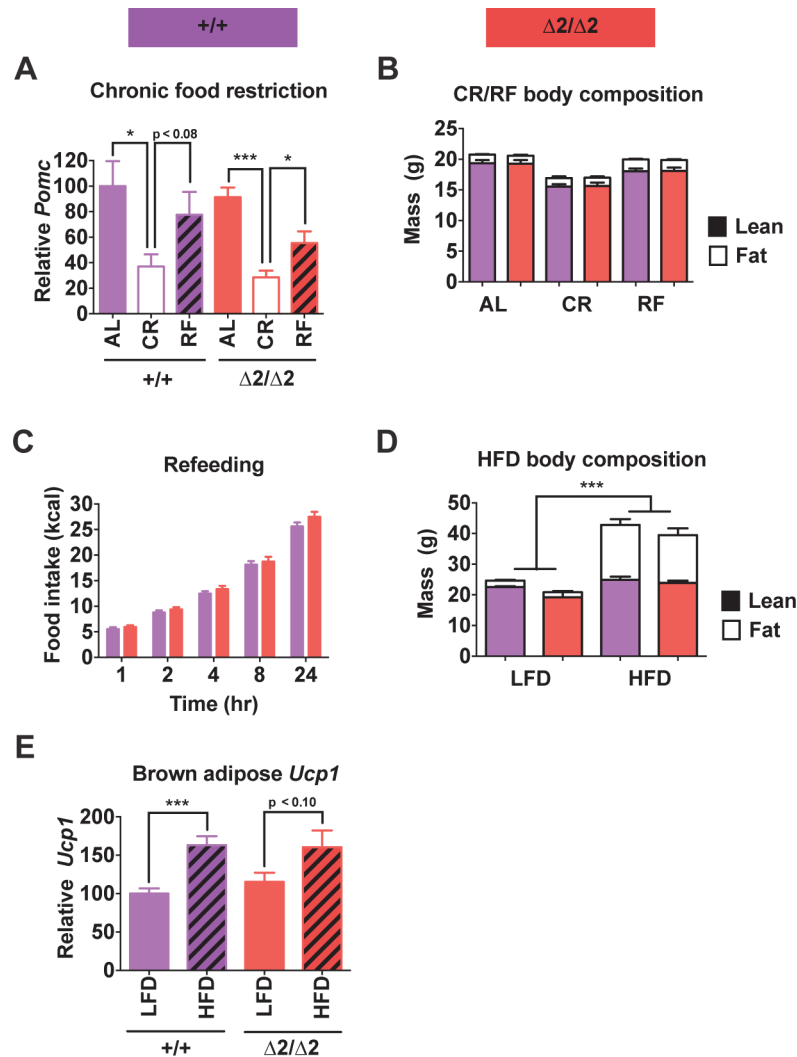 +/+
Δ2/Δ2
A
Chronic food restriction
Relative Pomc
120
100
80
60
40
20
0
*
p < 0.08
***
*
AL
CR
RF
AL
CR
RF
+/+
Δ2/Δ2
B
CR/RF body composition
Mass (g)
25
20
15
10
5
0
AL
CR
RF
Lean
Fat
C
Refeeding
Food intake (kcal)
30
25
20
15
10
5
0
1
2
4
8
24
Time (hr)
D
HFD body composition
Mass (g)
50
40
30
20
10
0
***
LFD
HFD
Lean
Fat
E
Brown adipose Ucp1
Relative Ucp1
200
150
100
50
0
***
p < 0.10
LFD
HFD
LFD
HFD
+/+
Δ2/Δ2